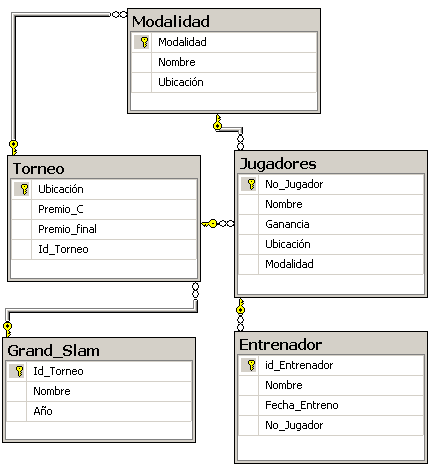 Modalidad
Modalidad
Nombre
Ubicación
Torneo
Ubicación
Premio_C
Premio_final
Id_Torneo
Jugadores
No_Jugador
Nombre
Ganancia
Ubicación
Modalidad
Grand_Slam
Id_Torneo
Nombre
Año
Entrenador
id_Entrenador
Nombre
Fecha_Entreno
No_Jugador